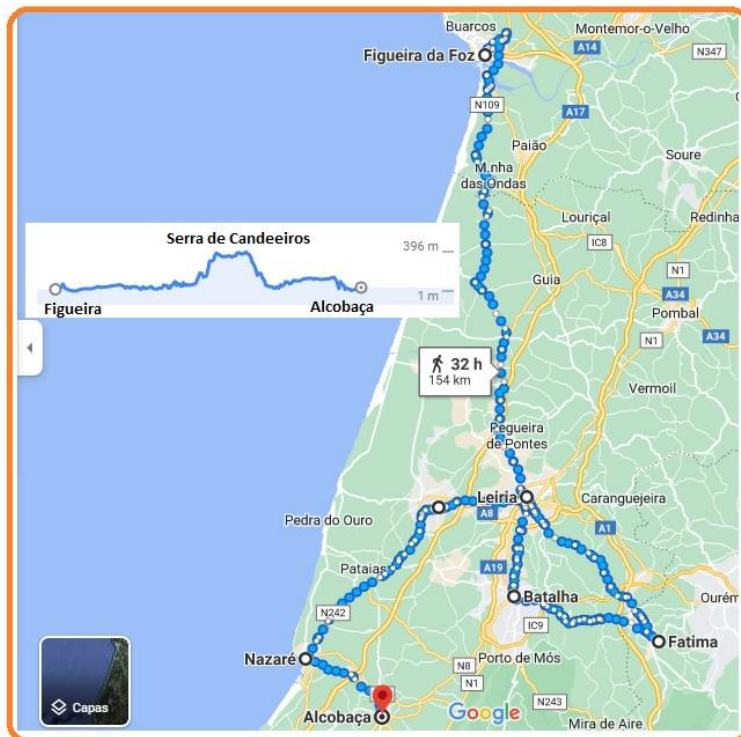 Buarcos
Montemor-o-Velho
A14
N347
Figueira da Foz
N109
A17
Paião
Soure
M.nha
das Ondas
Louriçal
Redinha
IC8
Serra de Candeeiros
396 m
N1
Guia
A34
1 m
Figueira
Alcobaça
Pombal
A34
N1
32 h
154 km
Vermoil
Regueira
de Pontes
Leiria
Caranguejeira
A8
Pedra do Ouro
A1
Pataias
A19
Batalha
Ourém
N242
IC9
Fatima
Nazaré
N8
Porto de Mós
N1
N243
Capas
Alcobaça
Google
Mira de Aire